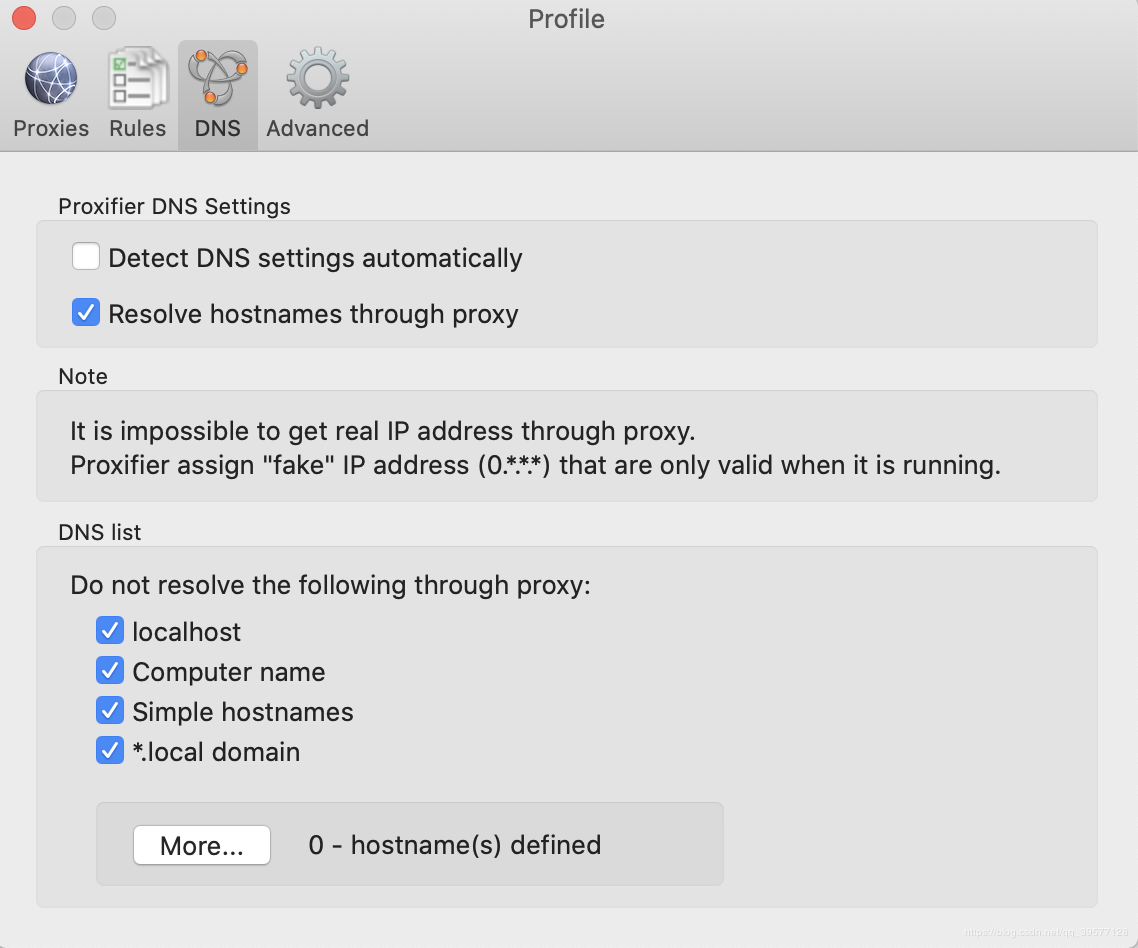 Profile
Proxies Rules DNS Advanced
Proxifier DNS Settings
Detect DNS settings automatically
Resolve hostnames through proxy
Note
It is impossible to get real IP address through proxy.
Proxifier assign "fake" IP address (0.*.*.*) that are only valid when it is running.
DNS list
Do not resolve the following through proxy:
localhost
Computer name
Simple hostnames
*.local domain
More... 0 - hostname(s) defined
https://blog.csdn.net/qq_39577128